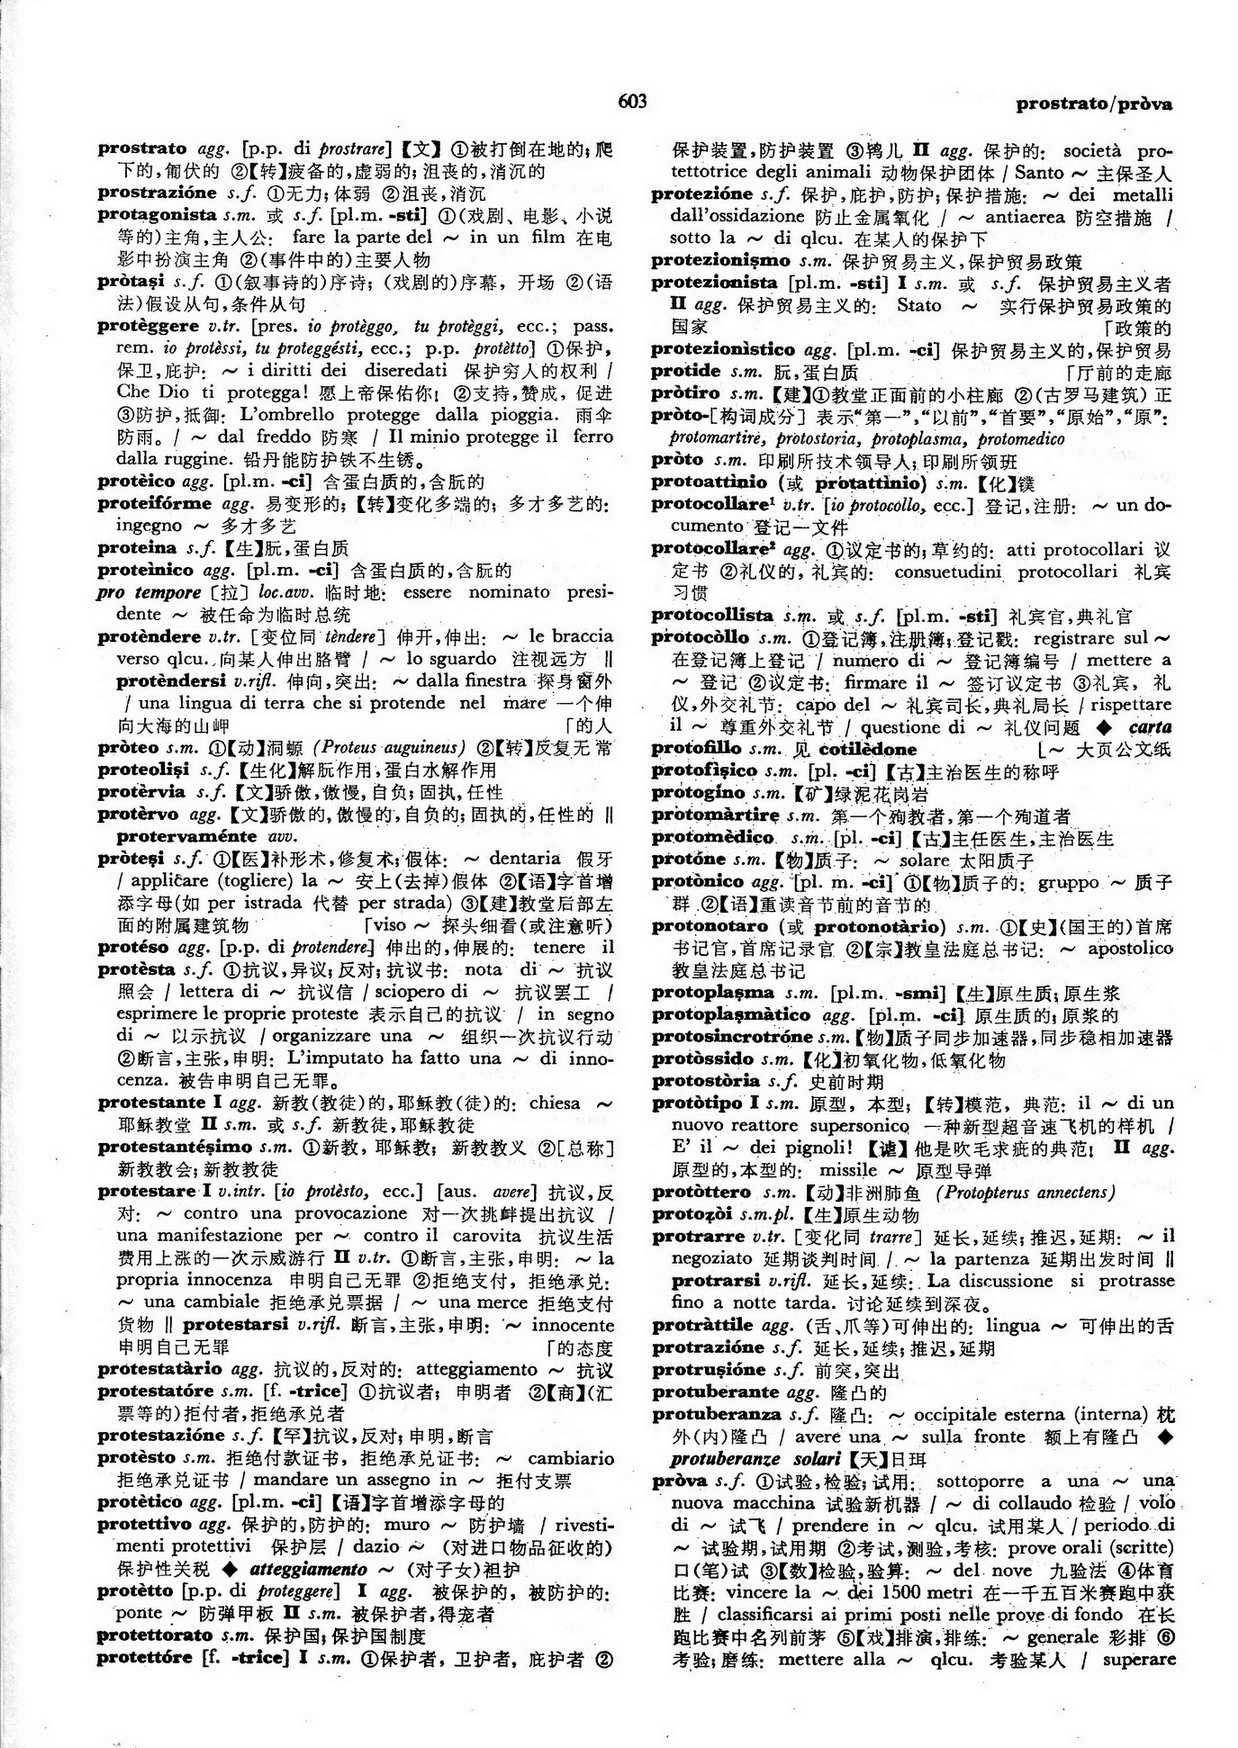 603
prostrato/pròva
prostrato agg. [p.p. di prostrare]【文】①被打倒在地的;爬
下的,匍伏的 ②【转】疲备的,虚弱的;沮丧的,消沉的
prostrazióne s.f. ①无力;体弱 ②沮丧,消沉
protagonista s.m. 或 s.f. [pl.m. -sti] ①(戏剧、电影、小说
等的)主角,主人公: fare la parte del ～ in un film 在电
影中扮演主角 ②(事件中的)主要人物
pròtaşi s.f. ①(叙事诗的)序诗; (戏剧的)序幕, 开场 ②(语
法)假设从句,条件从句
protèggere v.tr. [pres. io protèggo, tu protèggi, ecc.; pass.
rem. io protèssi, tu proteggésti, ecc.; p.p. protètto] ①保护,
保卫,庇护: ～ i diritti dei diseredati 保护穷人的权利 /
Che Dio ti protegga! 愿上帝保佑你! ②支持,赞成, 促进
③防护,抵御: L'ombrello protegge dalla pioggia. 雨伞
防雨。/ ～ dal freddo 防寒 / Il minio protegge il ferro
dalla ruggine. 铅丹能防护铁不生锈。
protèico agg. [pl.m. -ci] 含蛋白质的,含朊的
proteifórme agg. 易变形的;【转】变化多端的; 多才多艺的:
ingegno ～ 多才多艺
proteina s.f.【生】朊,蛋白质
proteìnico agg. [pl.m. -ci] 含蛋白质的,含朊的
pro tempore [拉] loc.avv. 临时地: essere nominato presi-
dente ～ 被任命为临时总统
protèndere v.tr. [变位同 tèndere] 伸开,伸出: ～ le braccia
verso qlcu. 向某人伸出胳臂 / ～ lo sguardo 注视远方 ‖
protèndersi v.rifl. 伸向,突出: ～ dalla finestra 探身窗外
/ una lingua di terra che si protende nel mare 一个伸
向大海的山岬 「的人
pròteo s.m. ①【动】洞螈 (Proteus auguineus) ②【转】反复无常
proteolişi s.f.【生化】解朊作用,蛋白水解作用
protèrvia s.f.【文】骄傲,傲慢,自负;固执,任性
protèrvo agg.【文】骄傲的,傲慢的,自负的;固执的,任性的 ‖
protervaménte avv.
pròteşi s.f. ①【医】补形术,修复术;假体: ～ dentaria 假牙
/ applicare (togliere) la ～ 安上(去掉)假体 ②【语】字首增
添字母(如 per istrada 代替 per strada) ③【建】教堂后部左
面的附属建筑物 「viso ～ 探头细看(或注意听)
protéso agg. [p.p. di protendere] 伸出的,伸展的: tenere il
protèsta s.f. ①抗议,异议;反对;抗议书: nota di ～ 抗议
照会 / lettera di ～ 抗议信 / sciopero di ～ 抗议罢工 /
esprimere le proprie proteste 表示自己的抗议 / in segno
di ～ 以示抗议 / organizzare una ～ 组织一次抗议行动
②断言,主张,申明: L'imputato ha fatto una ～ di inno-
cenza. 被告申明自己无罪。
protestante I agg. 新教(教徒)的,耶稣教(徒)的: chiesa ～
耶稣教堂 II s.m. 或 s.f. 新教徒,耶稣教徒
protestantéşimo s.m. ①新教, 耶稣教; 新教教义 ②[总称]
新教教会;新教教徒
protestare I v.intr. [io protèsto, ecc.] [aus. avere] 抗议,反
对: ～ contro una provocazione 对一次挑衅提出抗议 /
una manifestazione per ～ contro il carovita 抗议生活
费用上涨的一次示威游行 II v.tr. ①断言,主张,申明: ～ la
propria innocenza 申明自己无罪 ②拒绝支付, 拒绝承兑:
～ una cambiale 拒绝承兑票据 / ～ una merce 拒绝支付
货物 ‖ protestarsi v.rifl. 断言,主张,申明: ～ innocente
申明自己无罪 「的态度
protestatàrio agg. 抗议的,反对的: atteggiamento ～ 抗议
protestatóre s.m. [f. -trice] ①抗议者; 申明者 ②【商】(汇
票等的)拒付者,拒绝承兑者
protestazióne s.f.【罕】抗议,反对;申明,断言
protèsto s.m. 拒绝付款证书, 拒绝承兑证书: ～ cambiario
拒绝承兑证书 / mandare un assegno in ～ 拒付支票
protètico agg. [pl.m. -ci]【语】字首增添字母的
protettivo agg. 保护的,防护的: muro ～ 防护墙 / rivesti-
menti protettivi 保护层 / dazio ～ (对进口物品征收的)
保护性关税 ◆ atteggiamento ～ (对子女)袒护
protètto [p.p. di proteggere] I agg. 被保护的, 被防护的:
ponte ～ 防弹甲板 II s.m. 被保护者,得宠者
protettorato s.m. 保护国;保护国制度
protettóre [f. -trice] I s.m. ①保护者, 卫护者, 庇护者 ②
保护装置,防护装置 ③鸨儿 II agg. 保护的: società pro-
tettotrice degli animali 动物保护团体 / Santo ～ 主保圣人
protezióne s.f. 保护,庇护,防护;保护措施: ～ dei metalli
dall'ossidazione 防止金属氧化 / ～ antiaerea 防空措施 /
sotto la ～ di qlcu. 在某人的保护下
protezionişmo s.m. 保护贸易主义,保护贸易政策
protezionista [pl.m. -sti] I s.m. 或 s.f. 保护贸易主义者
II agg. 保护贸易主义的: Stato ～ 实行保护贸易政策的
国家 「政策的
protezionìstico agg. [pl.m. -ci] 保护贸易主义的,保护贸易
protide s.m. 朊,蛋白质 「厅前的走廊
pròtiro s.m.【建】①教堂正面前的小柱廊 ②(古罗马建筑)正
pròto-[构词成分] 表示“第一”,“以前”,“首要”,“原始”,“原”:
protomartire, protostoria, protoplasma, protomedico
pròto s.m. 印刷所技术领导人;印刷所领班
protoattìnio (或 protattìnio) s.m.【化】镤
protocollare¹ v.tr. [io protocollo, ecc.] 登记,注册: ～ un do-
cumento 登记一文件
protocollare² agg. ①议定书的;草约的: atti protocollari 议
定书 ②礼仪的, 礼宾的: consuetudini protocollari 礼宾
习惯
protocollista s.m. 或 s.f. [pl.m. -sti] 礼宾官,典礼官
protocòllo s.m. ①登记簿,注册簿;登记戳: registrare sul ～
在登记簿上登记 / numero di ～ 登记簿编号 / mettere a
～ 登记 ②议定书: firmare il ～ 签订议定书 ③礼宾, 礼
仪,外交礼节: capo del ～ 礼宾司长,典礼局长 / rispettare
il ～ 尊重外交礼节 / questione di ～ 礼仪问题 ◆ carta
protofillo s.m. 见 cotilèdone ⌊～ 大页公文纸
protofìşico s.m. [pl. -ci]【古】主治医生的称呼
protogino s.m.【矿】绿泥花岗岩
protomàrtire s.m. 第一个殉教者,第一个殉道者
protomèdico s.m. [pl. -ci]【古】主任医生,主治医生
protóne s.m.【物】质子: ～ solare 太阳质子
protònico agg. [pl. m. -ci] ①【物】质子的: gruppo ～ 质子
群 ②【语】重读音节前的音节的
protonotaro (或 protonotàrio) s.m. ①【史】(国王的)首席
书记官,首席记录官 ②【宗】教皇法庭总书记: ～ apostolico
教皇法庭总书记
protoplaşma s.m. [pl.m. -smi]【生】原生质;原生浆
protoplaşmàtico agg. [pl.m. -ci] 原生质的;原浆的
protosincrotróne s.m.【物】质子同步加速器,同步稳相加速器
protòssido s.m.【化】初氧化物,低氧化物
protostòria s.f. 史前时期
protòtipo I s.m. 原型, 本型;【转】模范, 典范: il ～ di un
nuovo reattore supersonico 一种新型超音速飞机的样机 /
E' il ～ dei pignoli!【谑】他是吹毛求疵的典范! II agg.
原型的,本型的: missile ～ 原型导弹
protòttero s.m.【动】非洲肺鱼 (Protopterus annectens)
protoẓòi s.m.pl.【生】原生动物
protrarre v.tr. [变化同 trarre] 延长,延续;推迟,延期: ～ il
negoziato 延期谈判时间 / ～ la partenza 延期出发时间 ‖
protrarsi v.rifl. 延长,延续: La discussione si protrasse
fino a notte tarda. 讨论延续到深夜。
protràttile agg. (舌、爪等)可伸出的: lingua ～ 可伸出的舌
protrazióne s.f. 延长,延续;推迟,延期
protruşióne s.f. 前突,突出
protuberante agg. 隆凸的
protuberanza s.f. 隆凸: ～ occipitale esterna (interna) 枕
外(内)隆凸 / avere una ～ sulla fronte 额上有隆凸 ◆
protuberanze solari【天】日珥
pròva s.f. ①试验,检验;试用: sottoporre a una ～ una
nuova macchina 试验新机器 / ～ di collaudo 检验 / volo
di ～ 试飞 / prendere in ～ qlcu. 试用某人 / periodo di
～ 试验期,试用期 ②考试,测验,考核: prove orali (scritte)
口(笔)试 ③【数】检验,验算: ～ del nove 九验法 ④体育
比赛: vincere la ～ dei 1500 metri 在一千五百米赛跑中获
胜 / classificarsi ai primi posti nelle prove di fondo 在长
跑比赛中名列前茅 ⑤【戏】排演,排练: ～ generale 彩排 ⑥
考验;磨练: mettere alla ～ qlcu. 考验某人 / superare